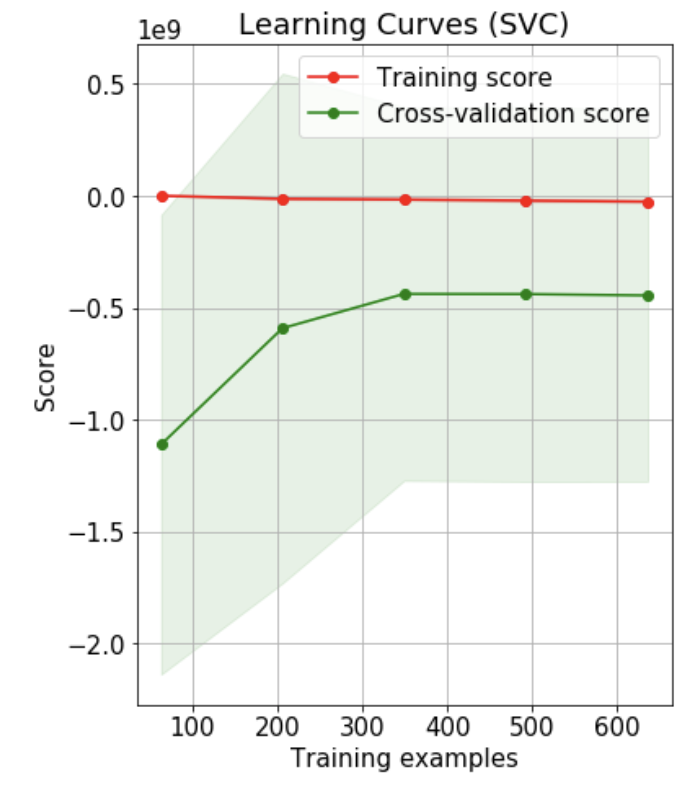 1e9
Learning Curves (SVC)
Training score
Cross-validation score
0.5
0.0
−0.5
−1.0
−1.5
−2.0
Score
100 200 300 400 500 600
Training examples